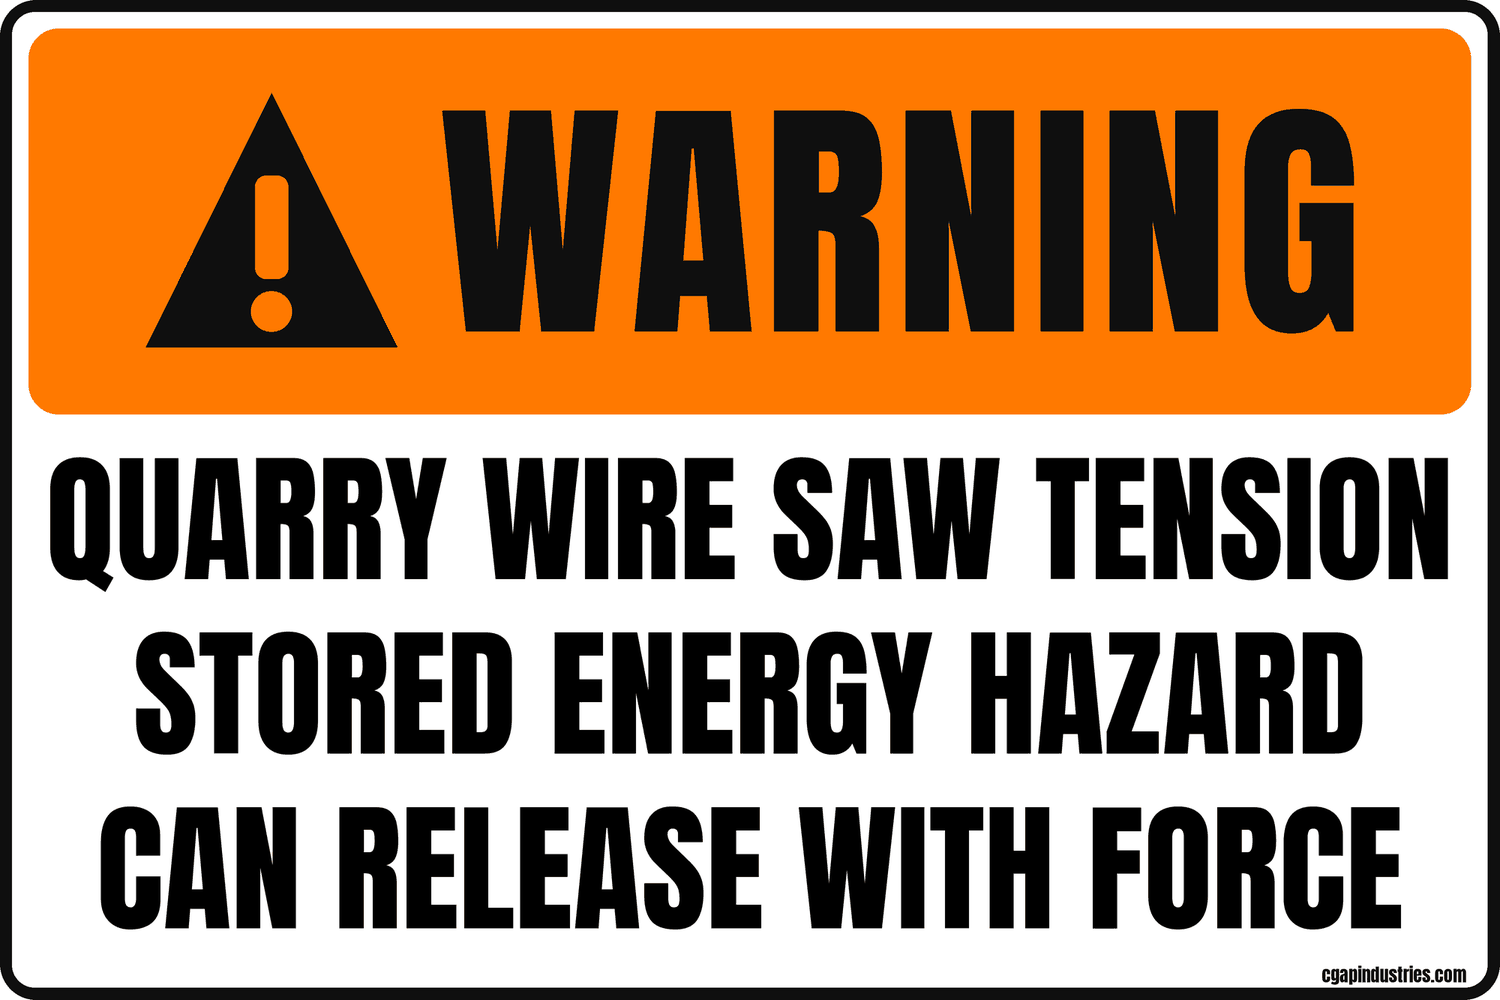 WARNING
QUARRY WIRE SAW TENSION
STORED ENERGY HAZARD
CAN RELEASE WITH FORCE
cgapindustries.com